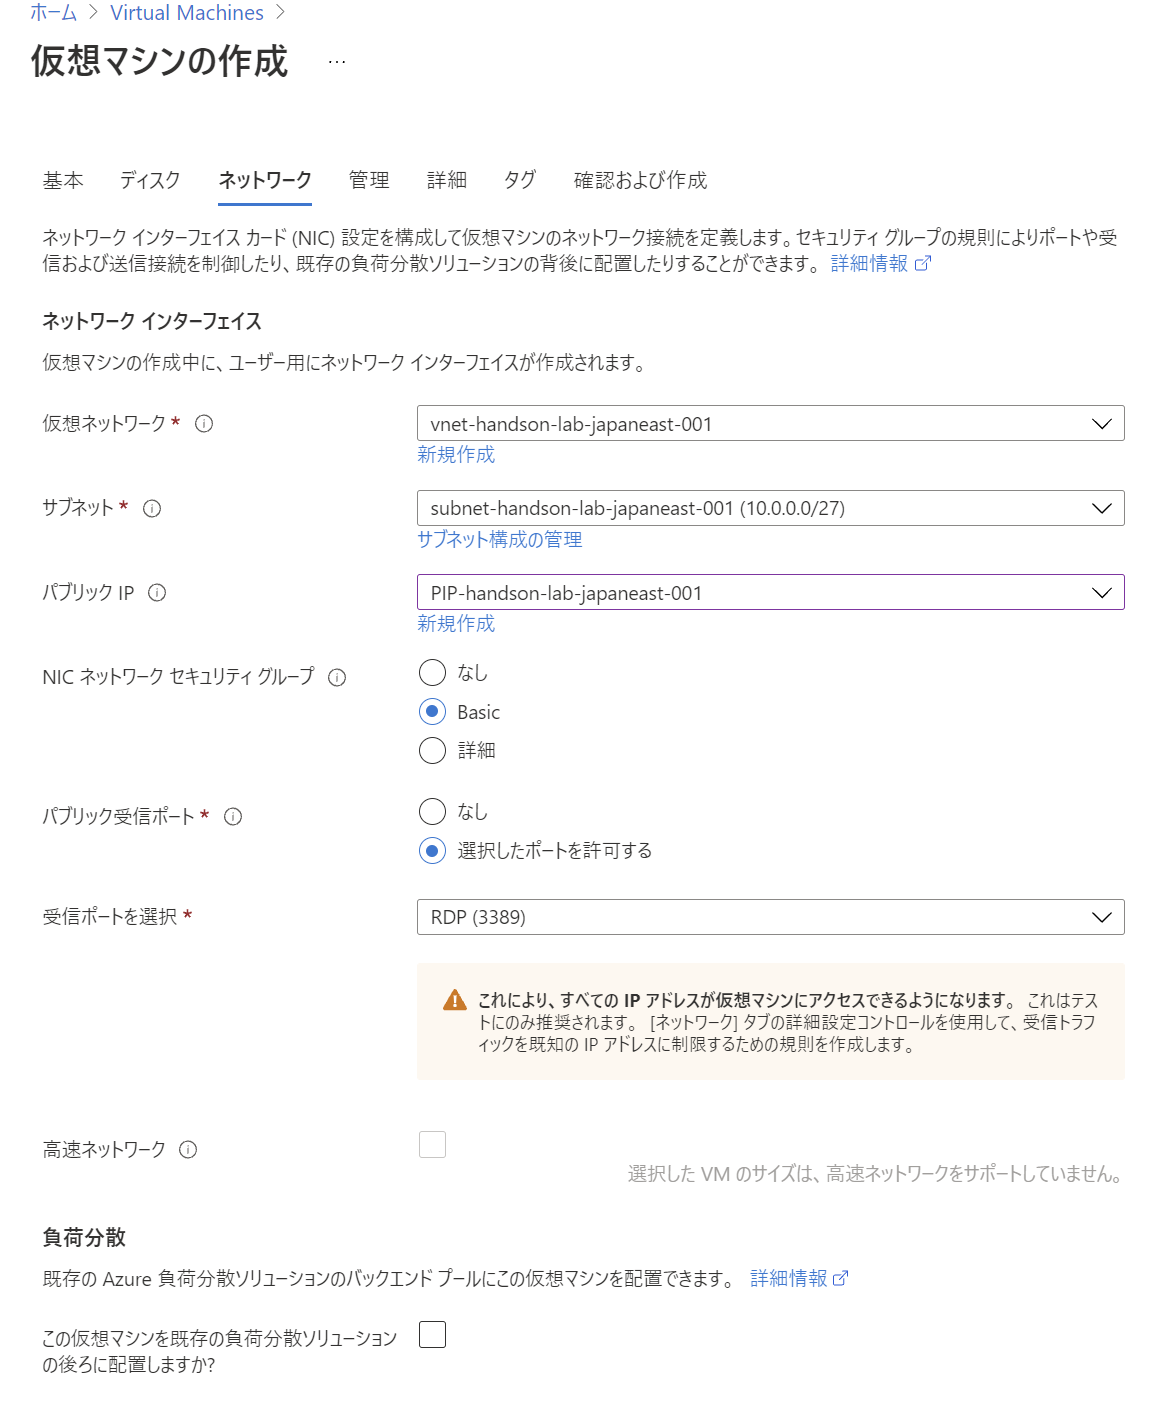 ホーム > Virtual Machines >
仮想マシンの作成 …
基本 ディスク ネットワーク 管理 詳細 タグ 確認および作成
ネットワーク インターフェイス カード (NIC) 設定を構成して仮想マシンのネットワーク接続を定義します。セキュリティ グループの規則によりポートや受
信および送信接続を制御したり、既存の負荷分散ソリューションの背後に配置したりすることができます。 詳細情報
ネットワーク インターフェイス
仮想マシンの作成中に、ユーザー用にネットワーク インターフェイスが作成されます。
仮想ネットワーク * vnet-handson-lab-japaneast-001
新規作成
サブネット * subnet-handson-lab-japaneast-001 (10.0.0.0/27)
サブネット構成の管理
パブリック IP PIP-handson-lab-japaneast-001
新規作成
NIC ネットワーク セキュリティ グループ なし
Basic
詳細
パブリック受信ポート * なし
選択したポートを許可する
受信ポートを選択 * RDP (3389)
これにより、すべての IP アドレスが仮想マシンにアクセスできるようになります。 これはテス
トにのみ推奨されます。 [ネットワーク] タブの詳細設定コントロールを使用して、受信トラフ
ィックを既知の IP アドレスに制限するための規則を作成します。
高速ネットワーク
選択した VM のサイズは、高速ネットワークをサポートしていません。
負荷分散
既存の Azure 負荷分散ソリューションのバックエンド プールにこの仮想マシンを配置できます。 詳細情報
この仮想マシンを既存の負荷分散ソリューション
の後ろに配置しますか?